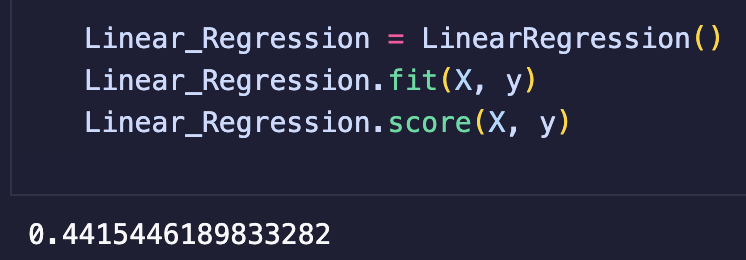 Linear_Regression = LinearRegression()
Linear_Regression.fit(X, y)
Linear_Regression.score(X, y)
0.4415446189833282